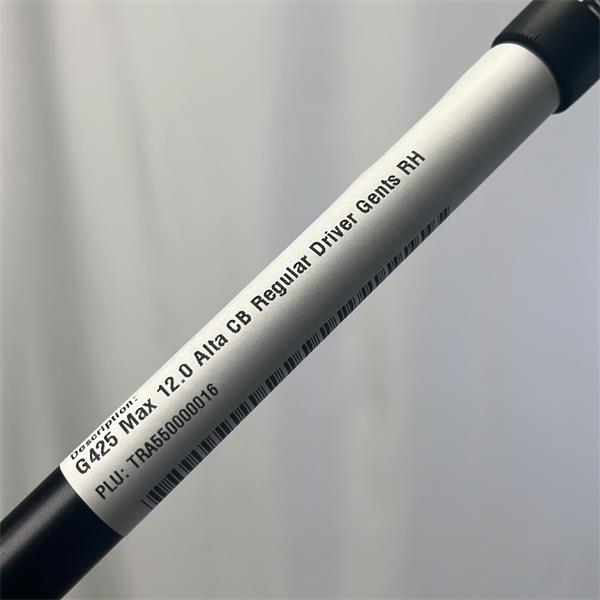 Description:
G425 Max 12.0 Alta CB Regular Driver Gents RH
PLU: TRA550000016